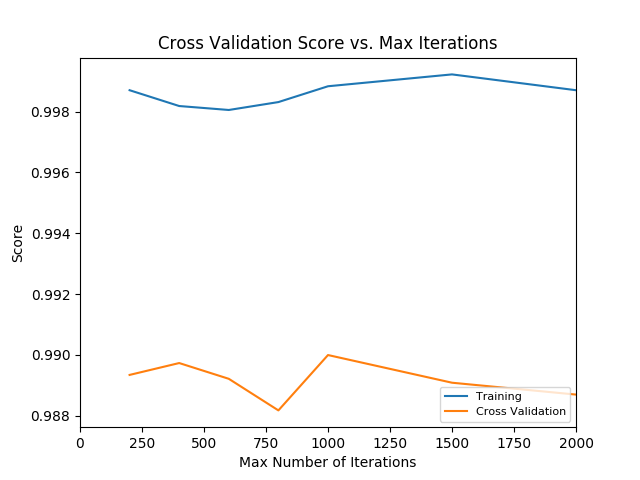 Cross Validation Score vs. Max Iterations
Score
0.998
0.996
0.994
0.992
0.990
0.988
0 250 500 750 1000 1250 1500 1750 2000
Max Number of Iterations
Training
Cross Validation